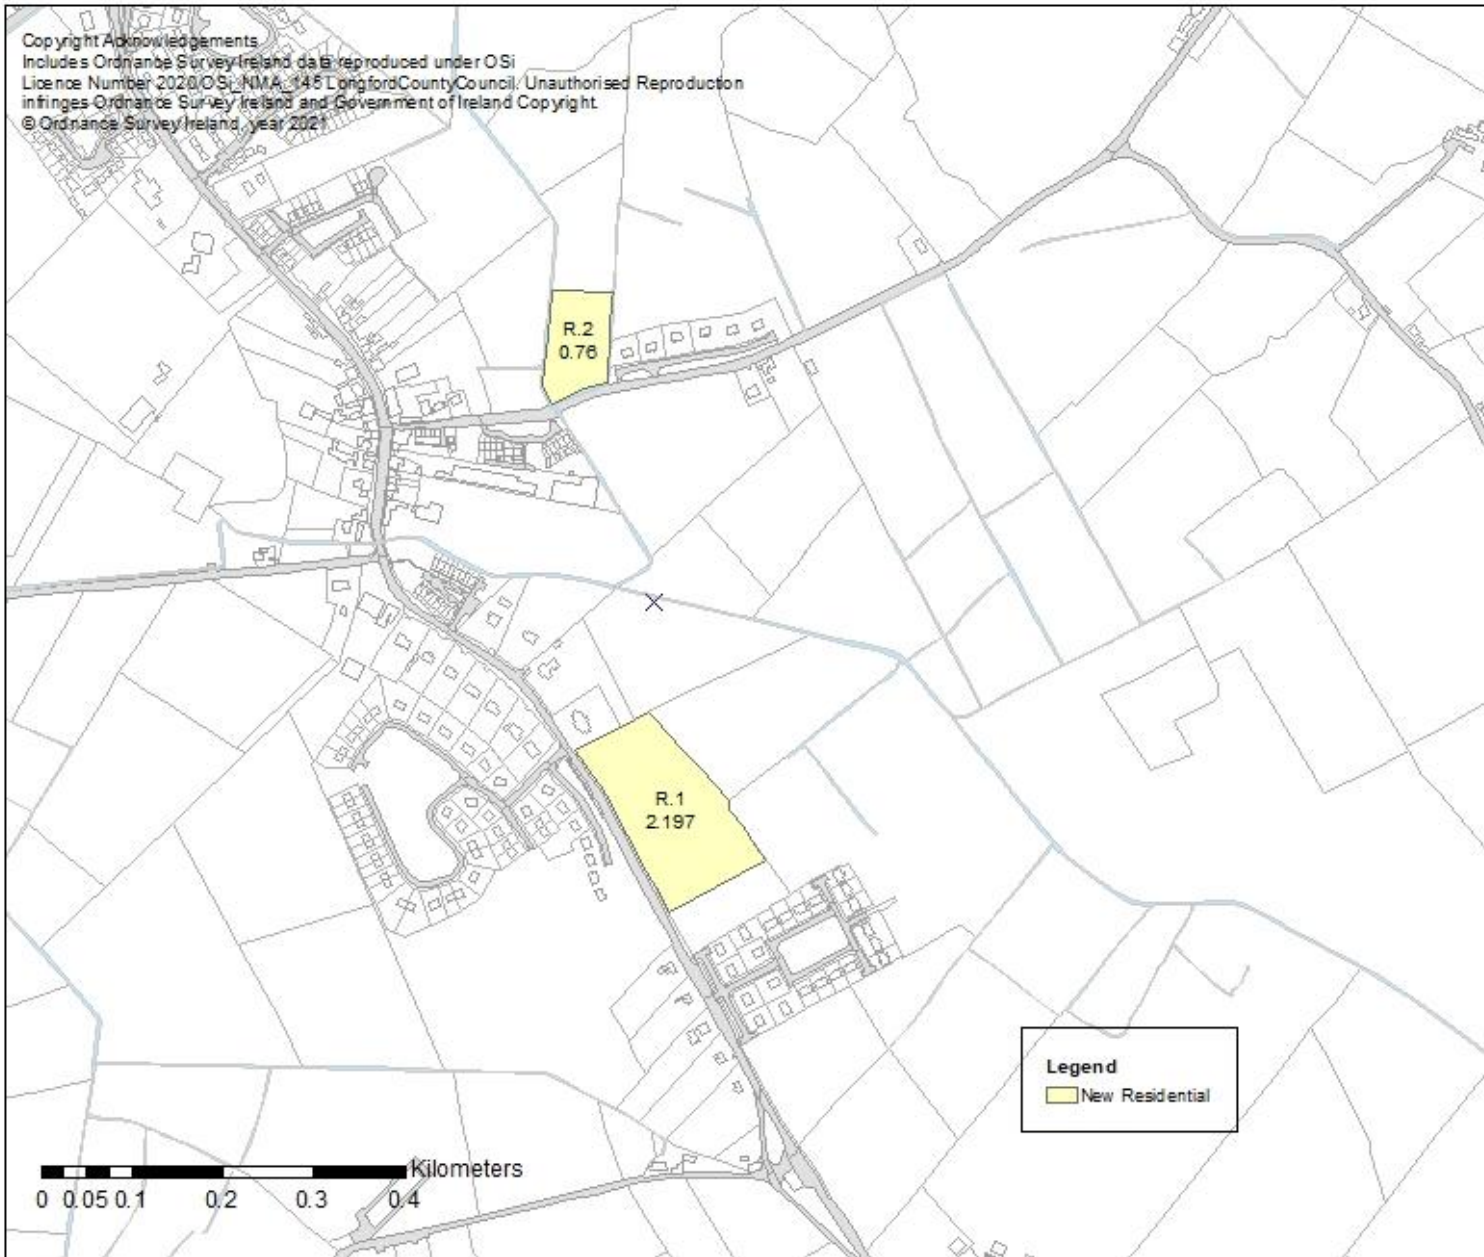 Copyright Acknowledgements
Includes Ordnance Survey Ireland data reproduced under OSi
Licence Number 2020/OSi_NMA_145 LongfordCountyCouncil. Unauthorised Reproduction
infringes Ordnance Survey Ireland and Government of Ireland Copyright.
© Ordnance Survey Ireland, year 2021
R.2
0.76
R.1
2.197
Legend
New Residential
Kilometers
0 0.05 0.1 0.2 0.3 0.4